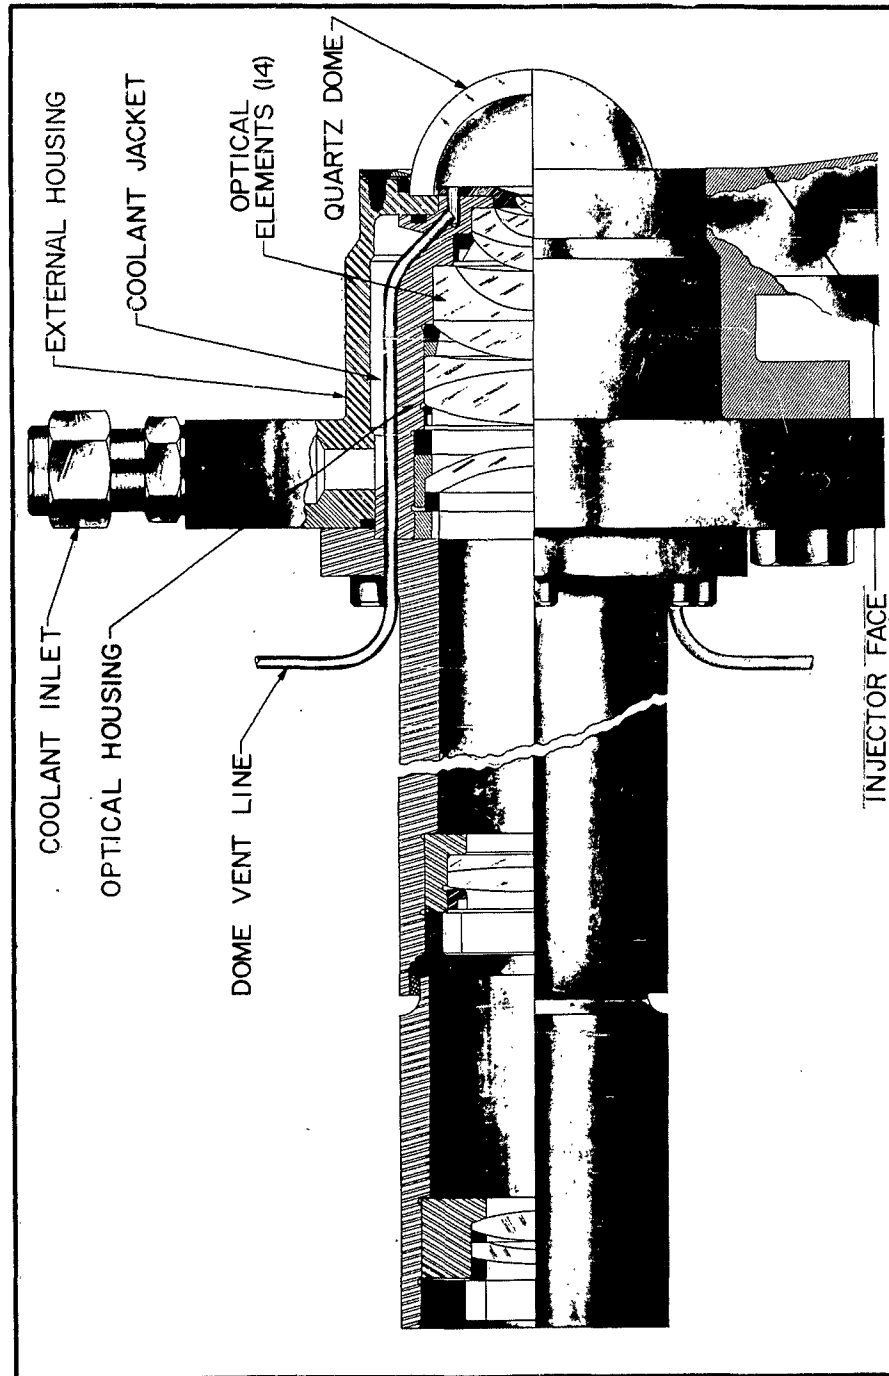 COOLANT INLET
OPTICAL HOUSING
DOME VENT LINE
EXTERNAL HOUSING
COOLANT JACKET
OPTICAL
ELEMENTS (14)
QUARTZ DOME
INJECTOR FACE